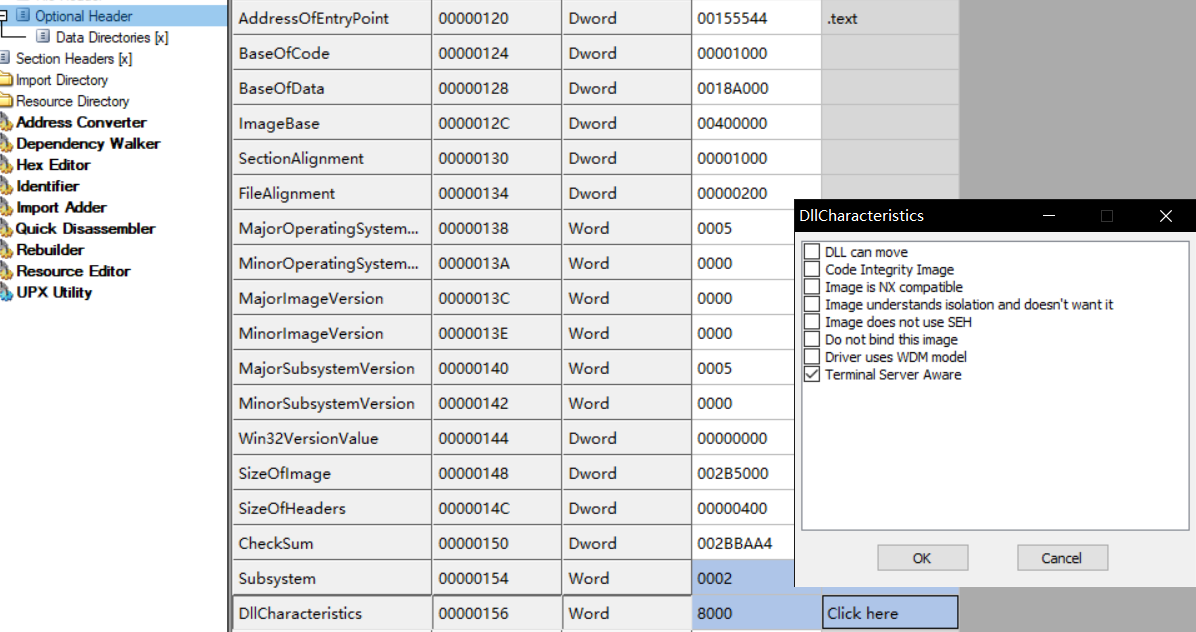 Optional Header
Data Directories [x]
Section Headers [x]
Import Directory
Resource Directory
Address Converter
Dependency Walker
Hex Editor
Identifier
Import Adder
Quick Disassembler
Rebuilder
Resource Editor
UPX Utility
AddressOfEntryPoint 00000120 Dword 00155544 .text
BaseOfCode 00000124 Dword 00001000
BaseOfData 00000128 Dword 0018A000
ImageBase 0000012C Dword 00400000
SectionAlignment 00000130 Dword 00001000
FileAlignment 00000134 Dword 00000200
MajorOperatingSystem... 00000138 Word 0005
MinorOperatingSystem... 0000013A Word 0000
MajorImageVersion 0000013C Word 0000
MinorImageVersion 0000013E Word 0000
MajorSubsystemVersion 00000140 Word 0005
MinorSubsystemVersion 00000142 Word 0000
Win32VersionValue 00000144 Dword 00000000
SizeOfImage 00000148 Dword 002B5000
SizeOfHeaders 0000014C Dword 00000400
CheckSum 00000150 Dword 002BBAA4
Subsystem 00000154 Word 0002
DllCharacteristics 00000156 Word 8000 Click here
DllCharacteristics
DLL can move
Code Integrity Image
Image is NX compatible
Image understands isolation and doesn't want it
Image does not use SEH
Do not bind this image
Driver uses WDM model
Terminal Server Aware
OK Cancel